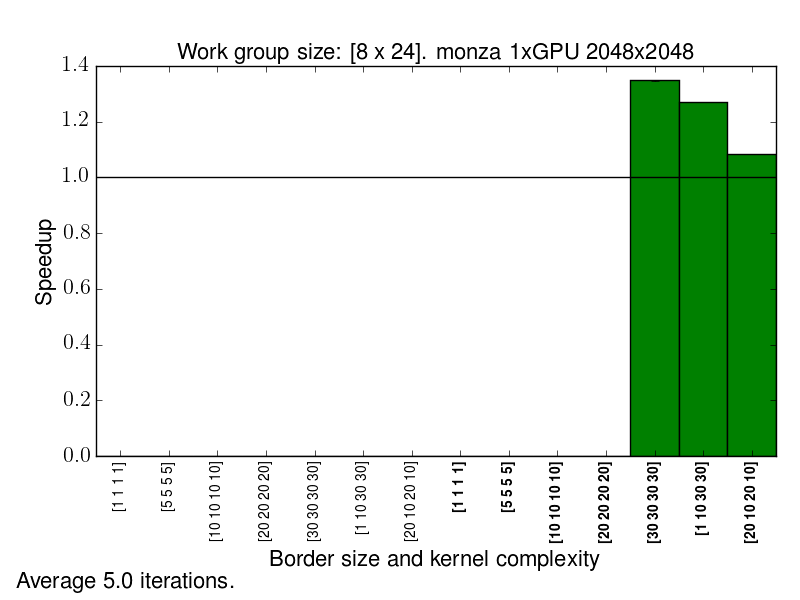 Work group size: [8 x 24]. monza 1xGPU 2048x2048
1.4
1.2
1.0
0.8
0.6
0.4
0.2
0.0
Speedup
[1 1 1 1]
[5 5 5 5]
[10 10 10 10]
[20 20 20 20]
[30 30 30 30]
[1 10 30 30]
[20 10 20 10]
[1 1 1 1]
[5 5 5 5]
[10 10 10 10]
[20 20 20 20]
[30 30 30 30]
[1 10 30 30]
[20 10 20 10]
Border size and kernel complexity
Average 5.0 iterations.